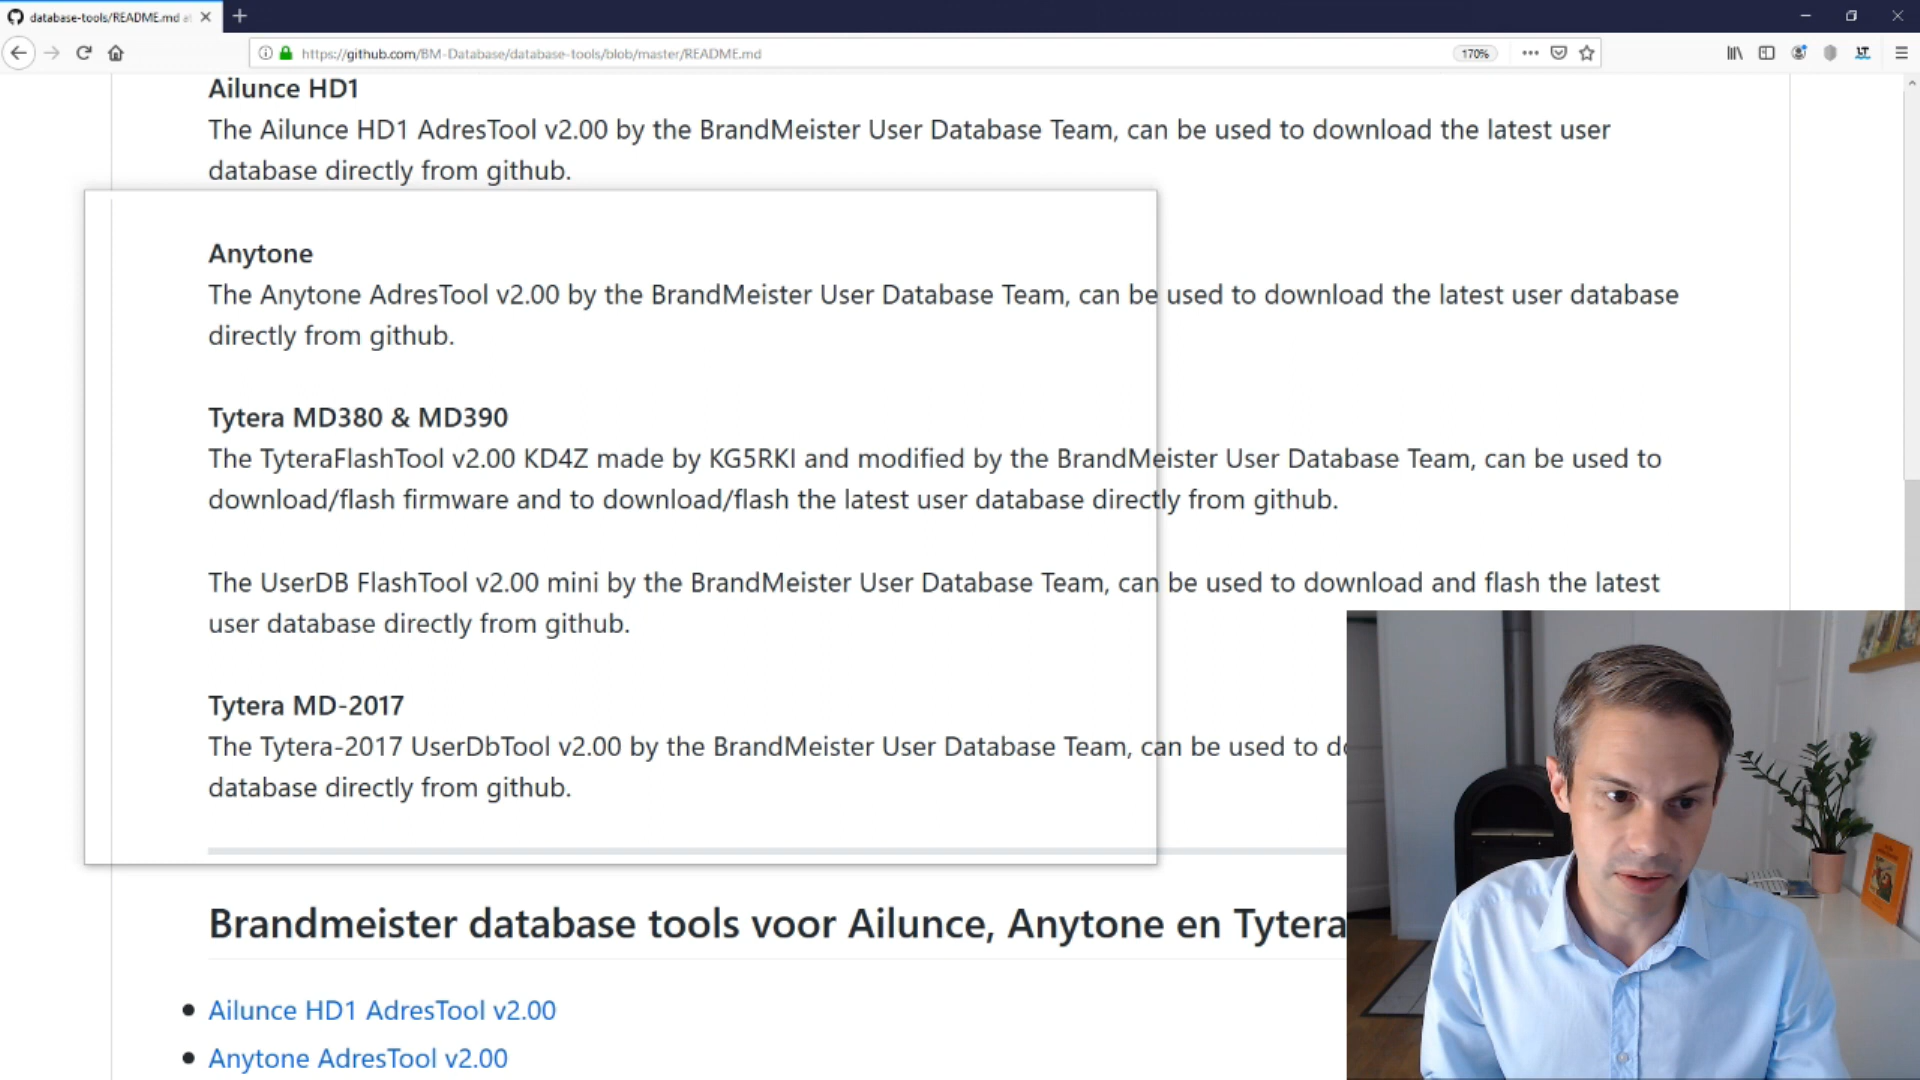 database-tools/README.md at
https://github.com/BM-Database/database-tools/blob/master/README.md
170%
Ailunce HD1
The Ailunce HD1 AdresTool v2.00 by the BrandMeister User Database Team, can be used to download the latest user
database directly from github.
Anytone
The Anytone AdresTool v2.00 by the BrandMeister User Database Team, can be used to download the latest user database
directly from github.
Tytera MD380 & MD390
The TyteraFlashTool v2.00 KD4Z made by KG5RKI and modified by the BrandMeister User Database Team, can be used to
download/flash firmware and to download/flash the latest user database directly from github.
The UserDB FlashTool v2.00 mini by the BrandMeister User Database Team, can be used to download and flash the latest
user database directly from github.
Tytera MD-2017
The Tytera-2017 UserDbTool v2.00 by the BrandMeister User Database Team, can be used to
database directly from github.
Brandmeister database tools voor Ailunce, Anytone en Tytera
Ailunce HD1 AdresTool v2.00
Anytone AdresTool v2.00